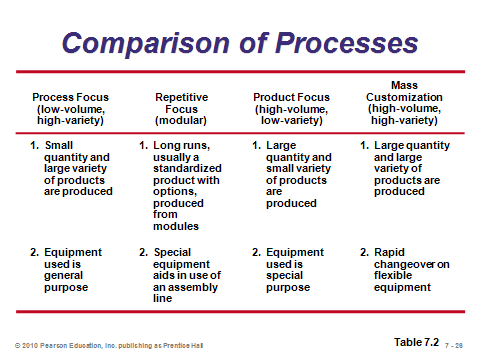 Comparison of Processes
Process Focus
(low-volume,
high-variety)
Repetitive
Focus
(modular)
Product Focus
(high-volume,
low-variety)
Mass
Customization
(high-volume,
high-variety)
1. Small
quantity and
large variety
of products
are produced
1. Long runs,
usually a
standardized
product with
options,
produced
from
modules
1. Large
quantity and
small variety
of products
are
produced
1. Large quantity
and large
variety of
products are
produced
2. Equipment
used is
general
purpose
2. Special
equipment
aids in use of
an assembly
line
2. Equipment
used is
special
purpose
2. Rapid
changeover on
flexible
equipment
© 2010 Pearson Education, Inc. publishing as Prentice Hall
Table 7.2
7 - 26